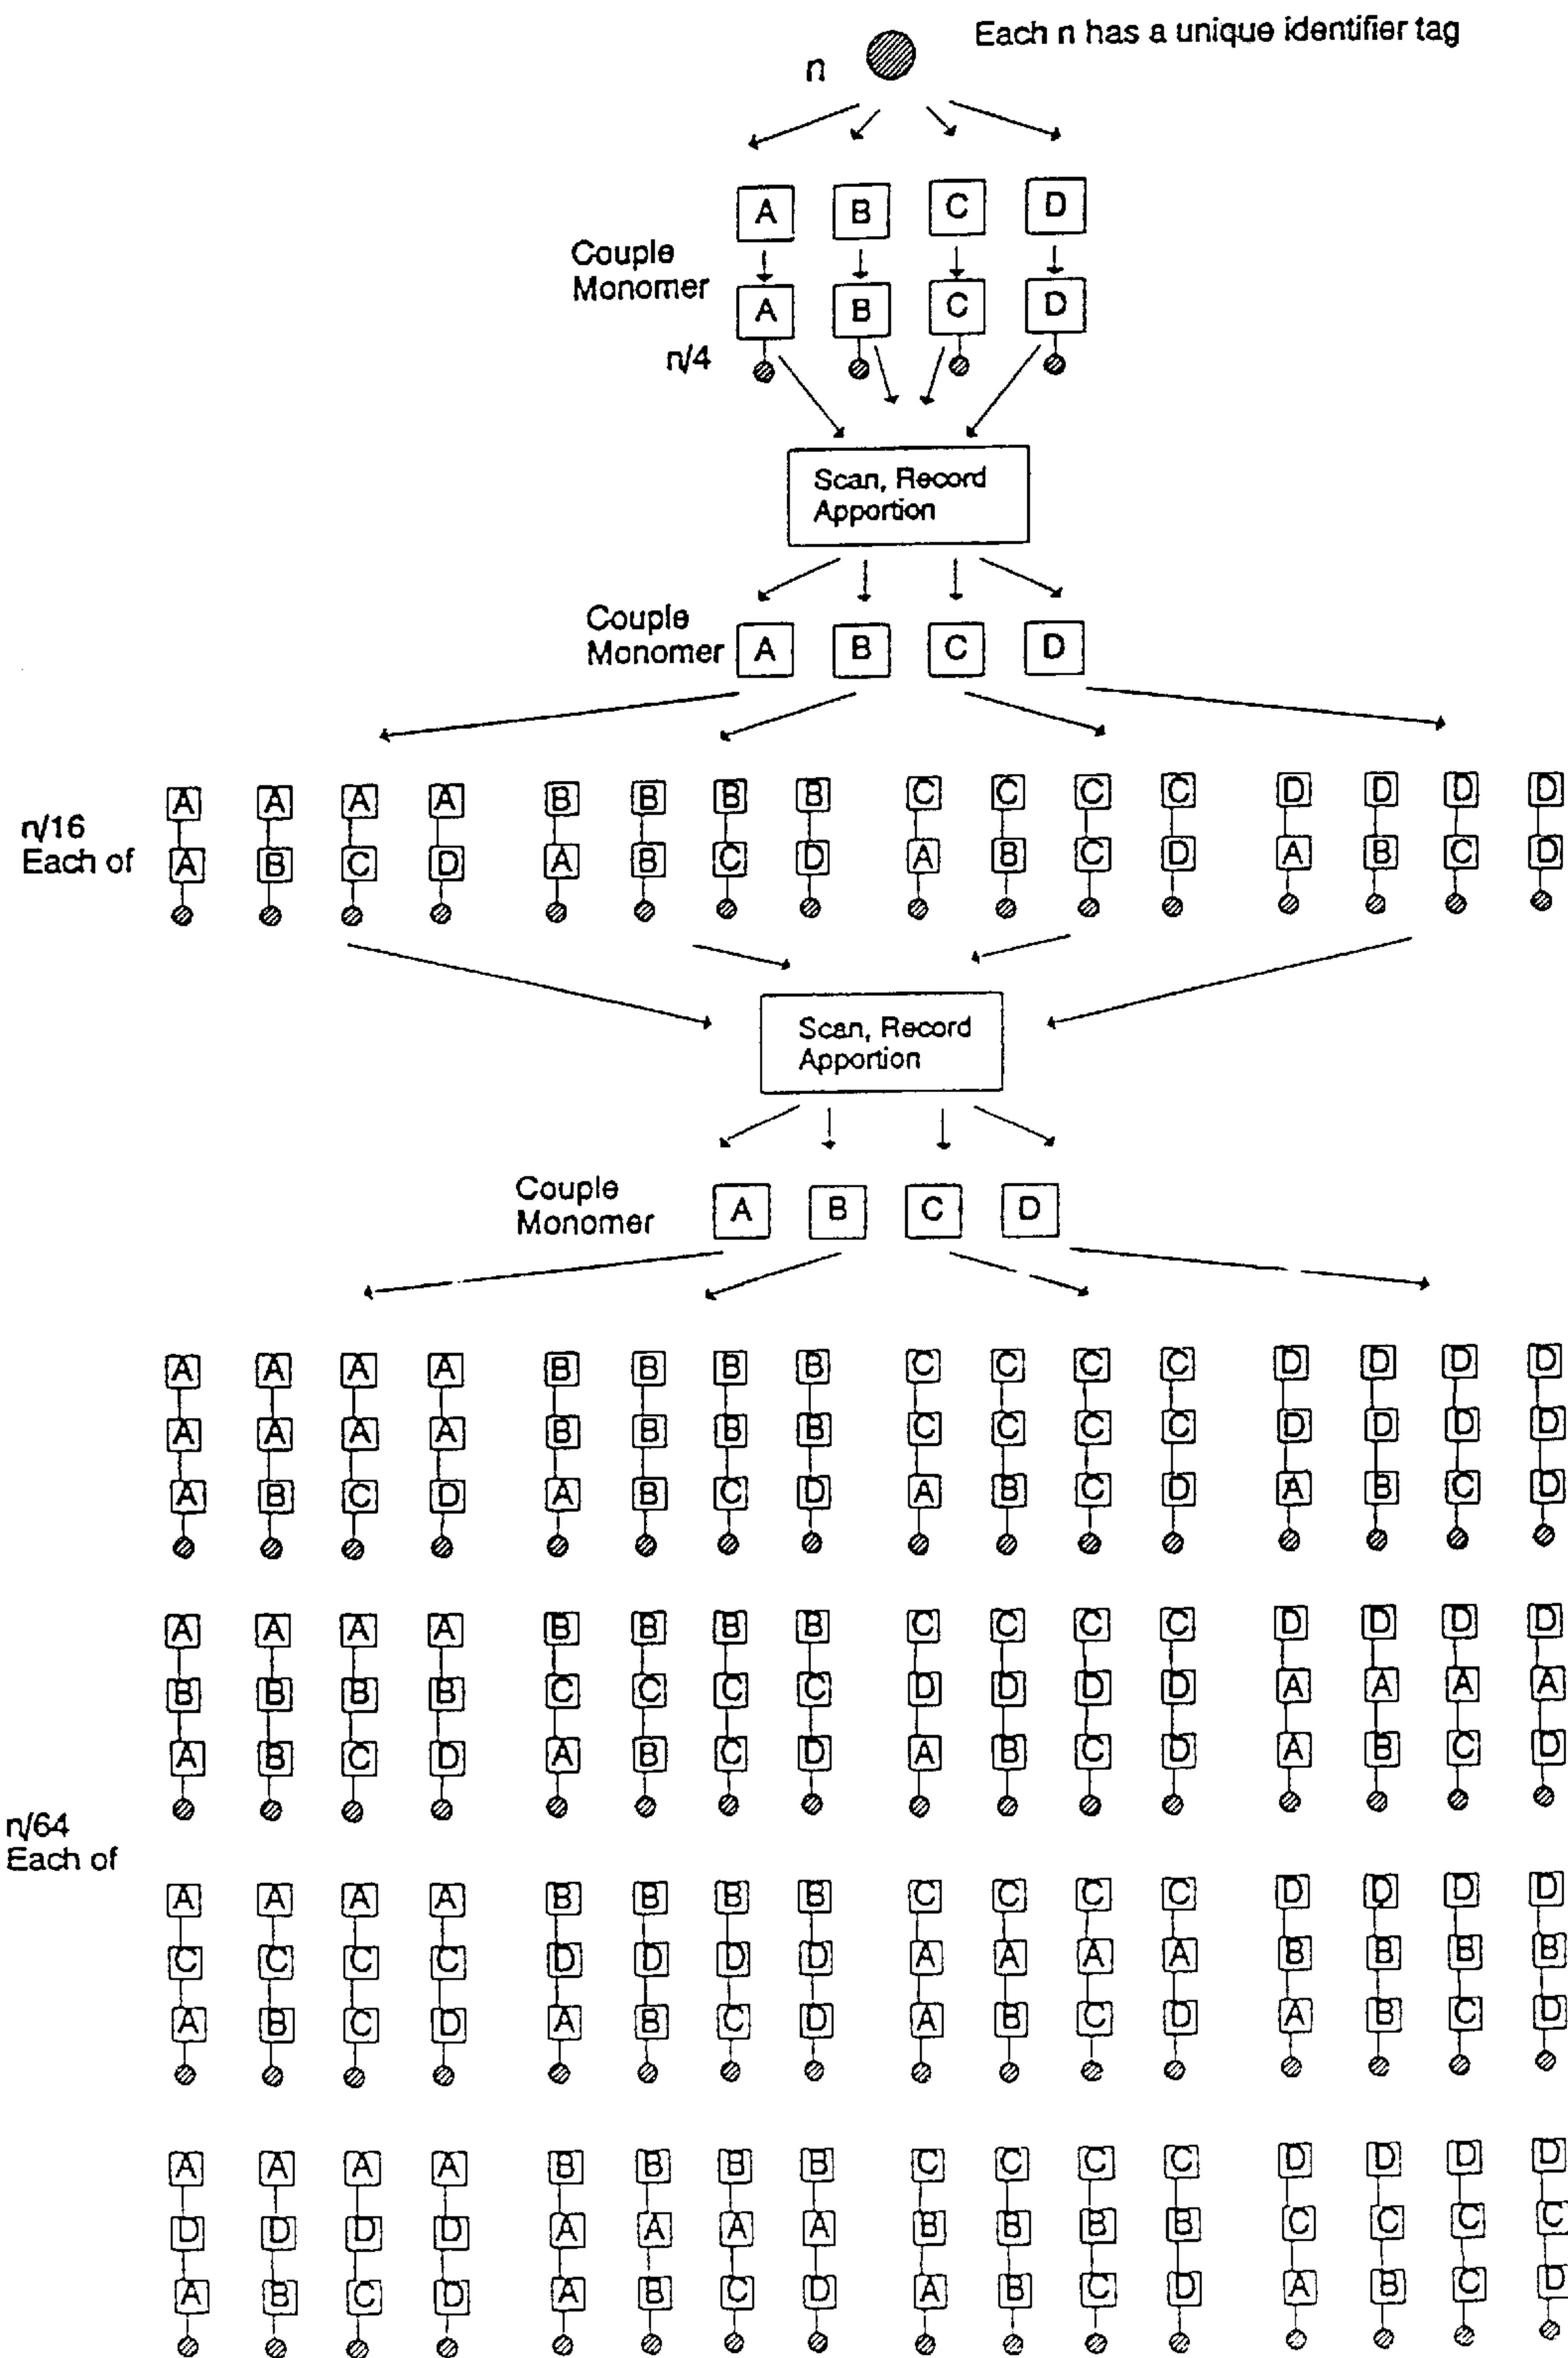 Each n has a unique identifier tag
n
A B C D
Couple
Monomer
A B C D
n/4
Scan, Record
Apportion
Couple
Monomer
A B C D
A A A A B B B B C C C C D D D D
n/16
Each of
A B C D A B C D A B C D A B C D
Scan, Record
Apportion
Couple
Monomer
A B C D
A A A A B B B B C C C C D D D D
A A A A B B B B C C C C D D D D
A B C D A B C D A B C D A B C D
A A A A B B B B C C C C D D D D
B B B B C C C C D D D D A A A A
A B C D A B C D A B C D A B C D
n/64
Each of
A A A A B B B B C C C C D D D D
C C C C D D D D A A A A B B B B
A B C D A B C D A B C D A B C D
A A A A B B B B C C C C D D D D
D D D D A A A A B B B B C C C C
A B C D A B C D A B C D A B C D